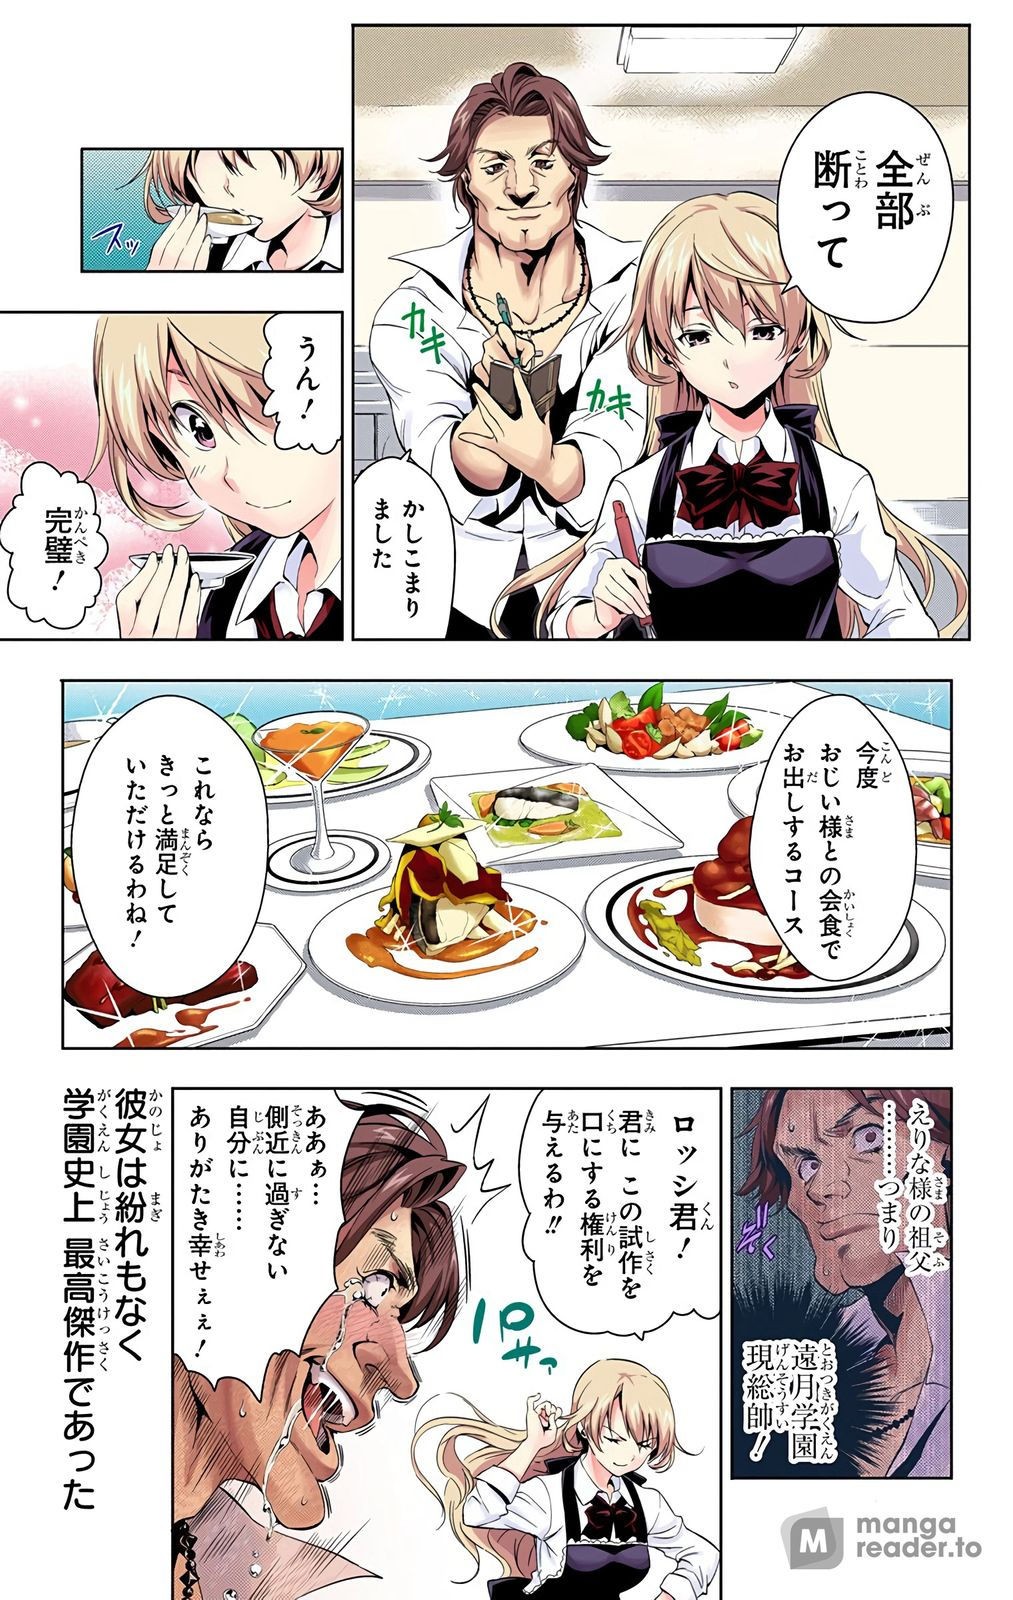 全部
断って
カキ
カキ
かしこまり
ました
スッ
うん！
完璧！
今度
おじい様との会食で
お出しするコース
これなら
きっと満足して
いただけるわね！
えりな様の祖父
………つまり
遠月学園
現総帥！
ぞくっ
ロッシ君！
君に この試作を
口にする権利を
与えるわ!!
ファサァ
ああぁ…
側近に過ぎない
自分に……
ありがたき幸せぇぇ！
彼女は紛れもなく
学園史上 最高傑作であった
M manga
reader.to